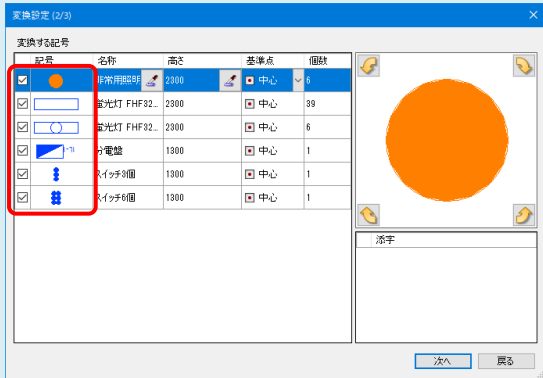 変換設定 (2/3)
変換する記号
記号 名称 高さ 基準点 個数
非常用照明 2300 中心 6
蛍光灯 FHF32... 2300 中心 39
蛍光灯 FHF32... 2300 中心 6
分電盤 1300 中心 1
スイッチ3個 1300 中心 1
スイッチ6個 1300 中心 1
添字
次へ 戻る